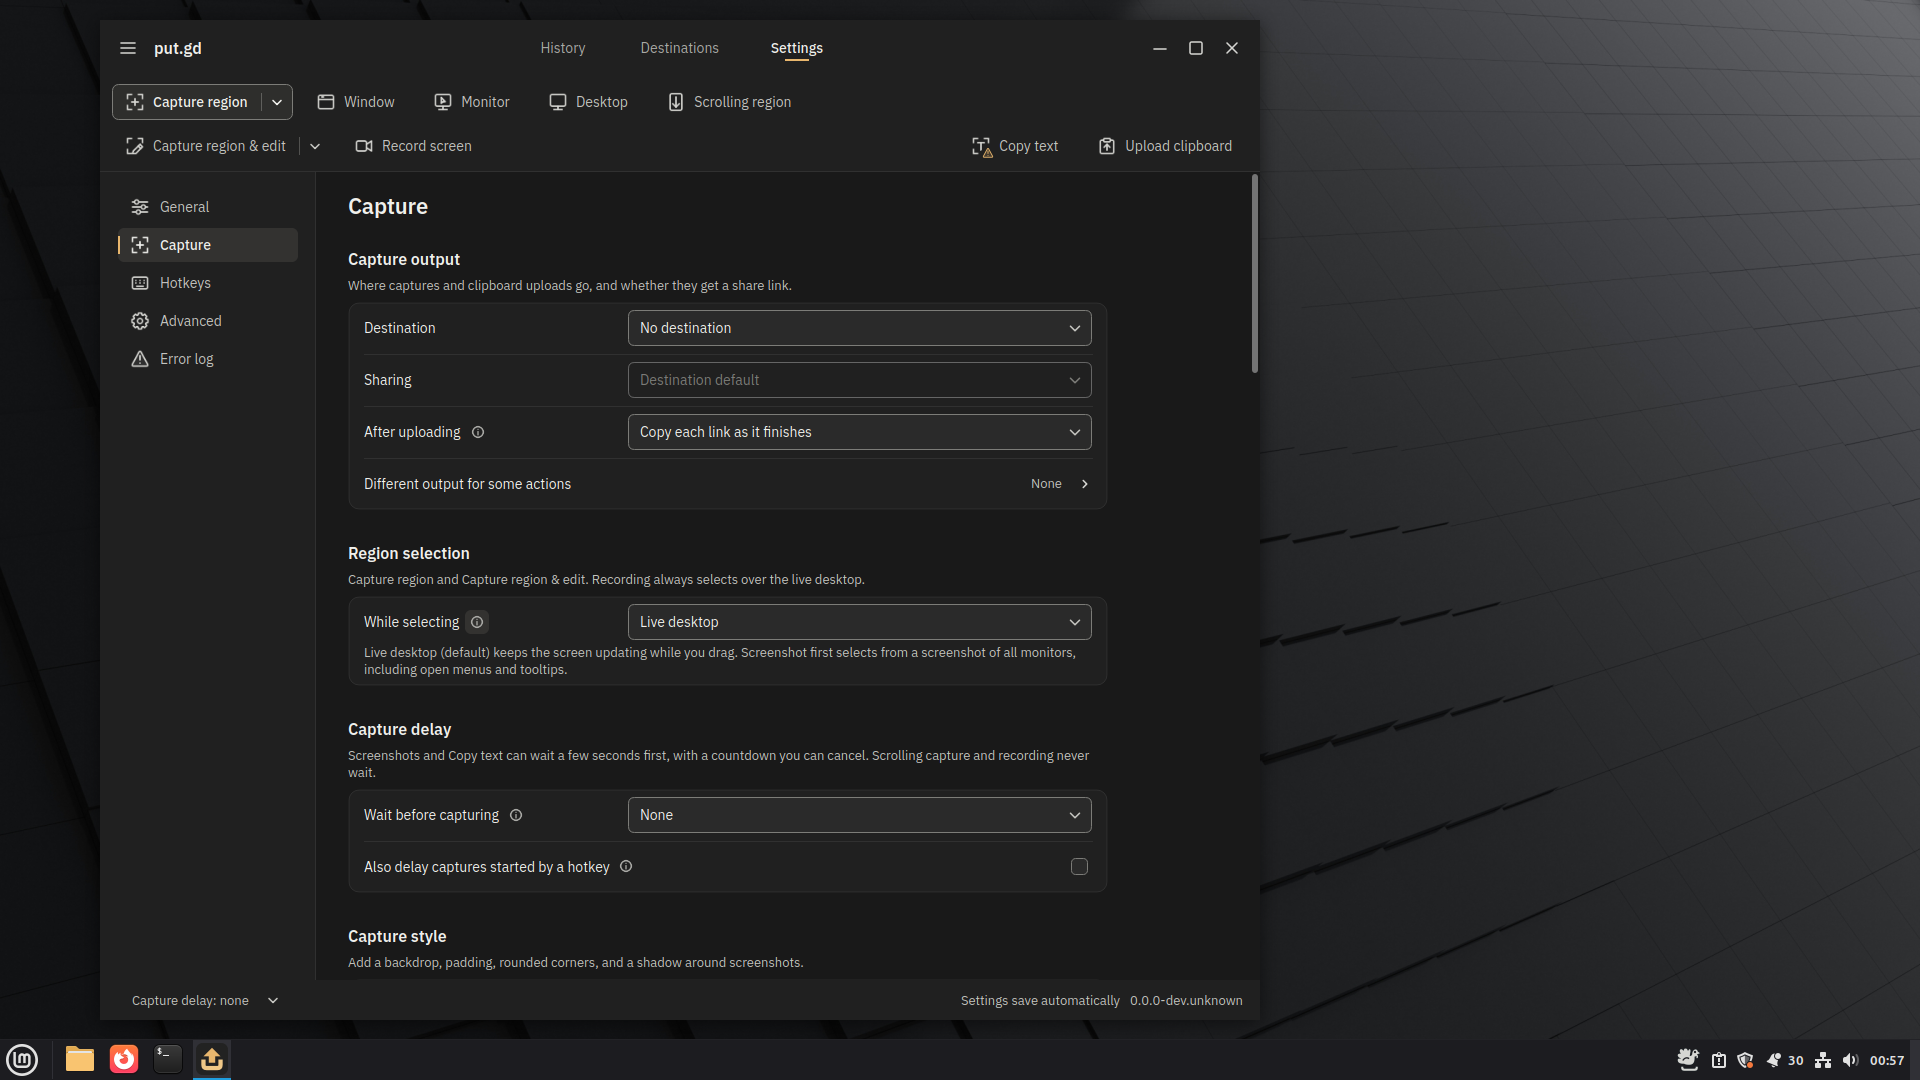 put.gd
History
Destinations
Settings
Capture region
Window
Monitor
Desktop
Scrolling region
Capture region & edit
Record screen
Copy text
Upload clipboard
General
Capture
Hotkeys
Advanced
Error log
Capture
Capture output
Where captures and clipboard uploads go, and whether they get a share link.
Destination
No destination
Sharing
Destination default
After uploading
Copy each link as it finishes
Different output for some actions
None
Region selection
Capture region and Capture region & edit. Recording always selects over the live desktop.
While selecting
Live desktop
Live desktop (default) keeps the screen updating while you drag. Screenshot first selects from a screenshot of all monitors,
including open menus and tooltips.
Capture delay
Screenshots and Copy text can wait a few seconds first, with a countdown you can cancel. Scrolling capture and recording never
wait.
Wait before capturing
None
Also delay captures started by a hotkey
Capture style
Add a backdrop, padding, rounded corners, and a shadow around screenshots.
Capture delay: none
Settings save automatically
0.0.0-dev.unknown
30
00:57